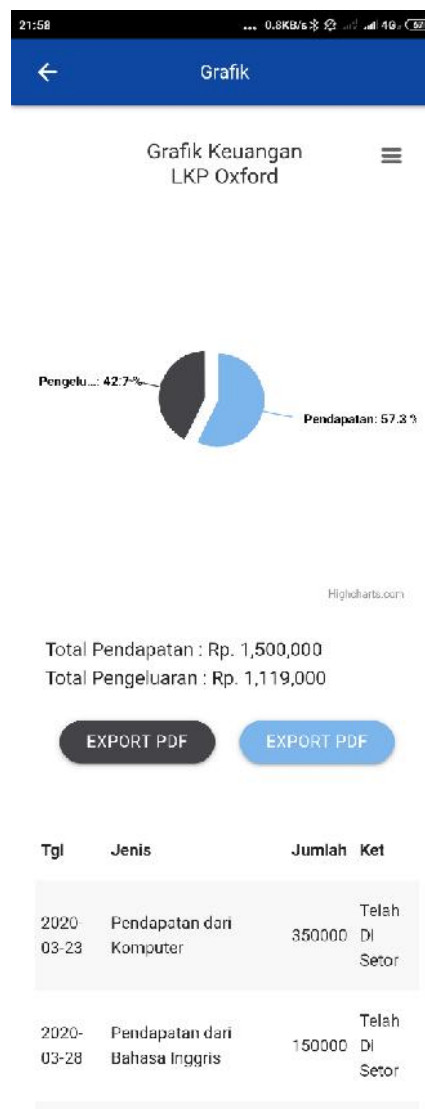 21:58
... 0.8KB/s 4G
Grafik
Grafik Keuangan
LKP Oxford
Pengelu...: 42.7 %
Pendapatan: 57.3 %
Highcharts.com
Total Pendapatan : Rp. 1,500,000
Total Pengeluaran : Rp. 1,119,000
EXPORT PDF EXPORT PDF
Tgl Jenis Jumlah Ket
2020-03-23 Pendapatan dari Komputer 350000 Telah Di Setor
2020-03-28 Pendapatan dari Bahasa Inggris 150000 Telah Di Setor